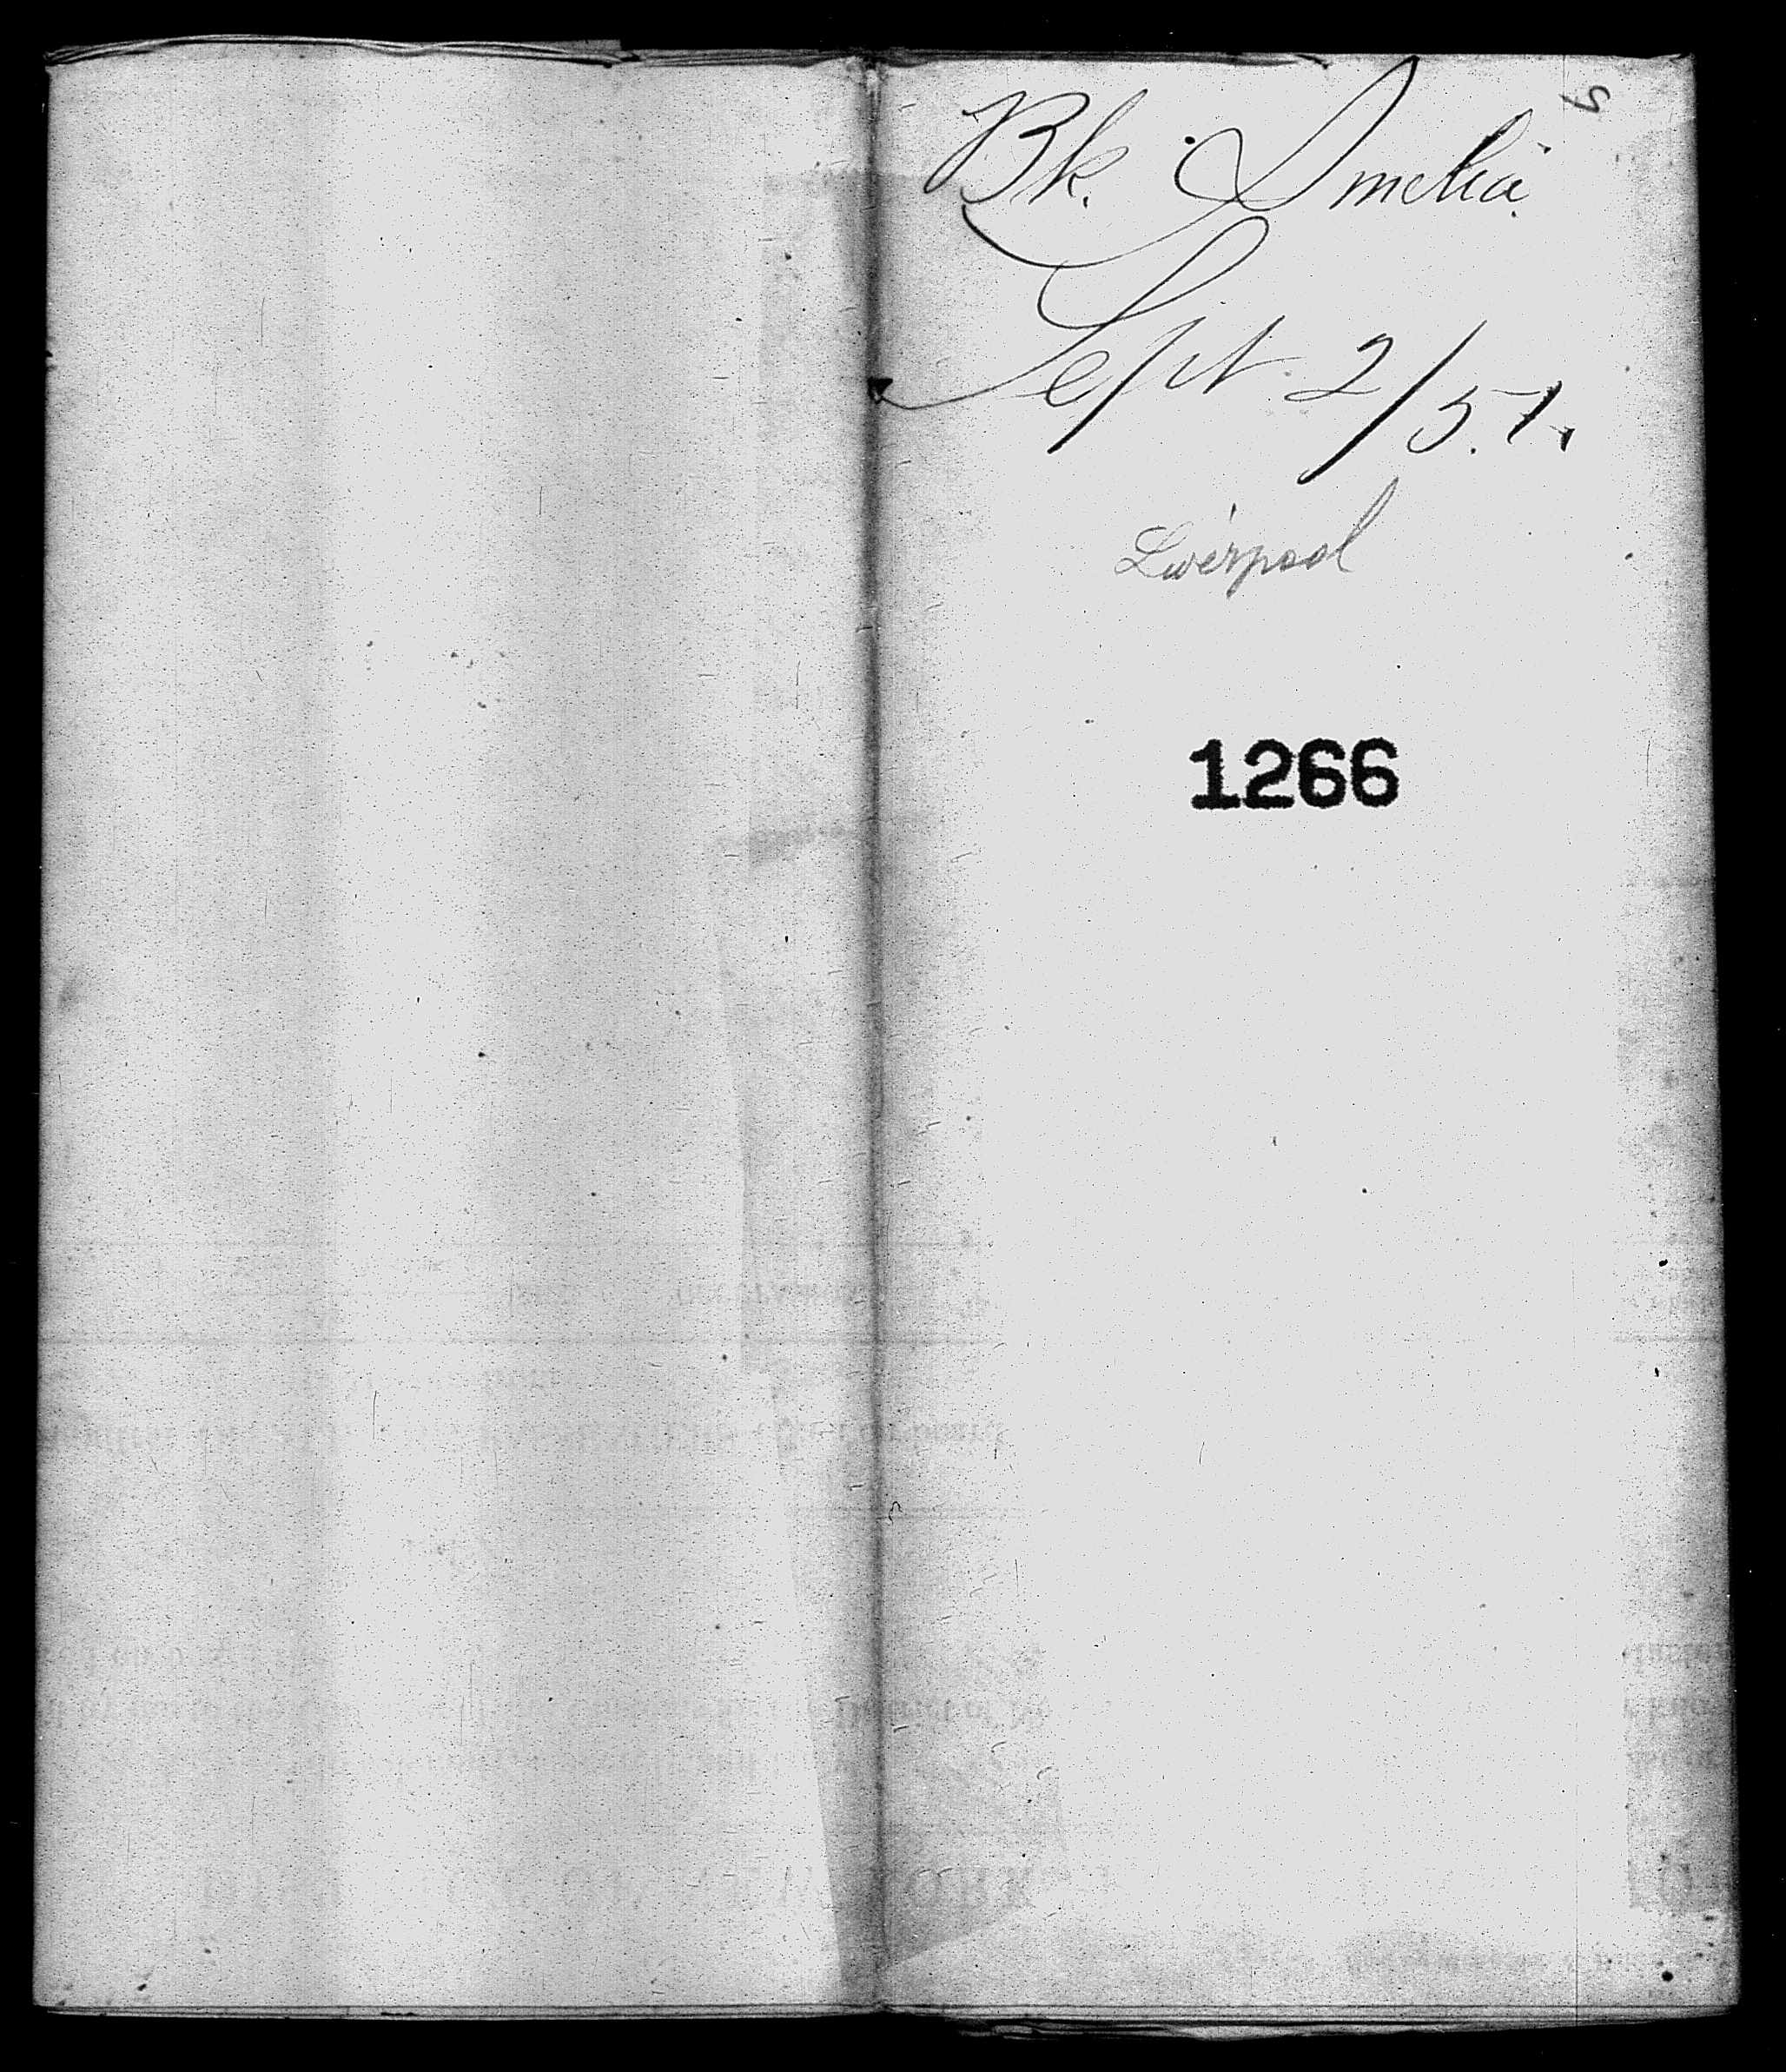 Bk. Amelia
Sept. 2/57.
Liverpool
1266